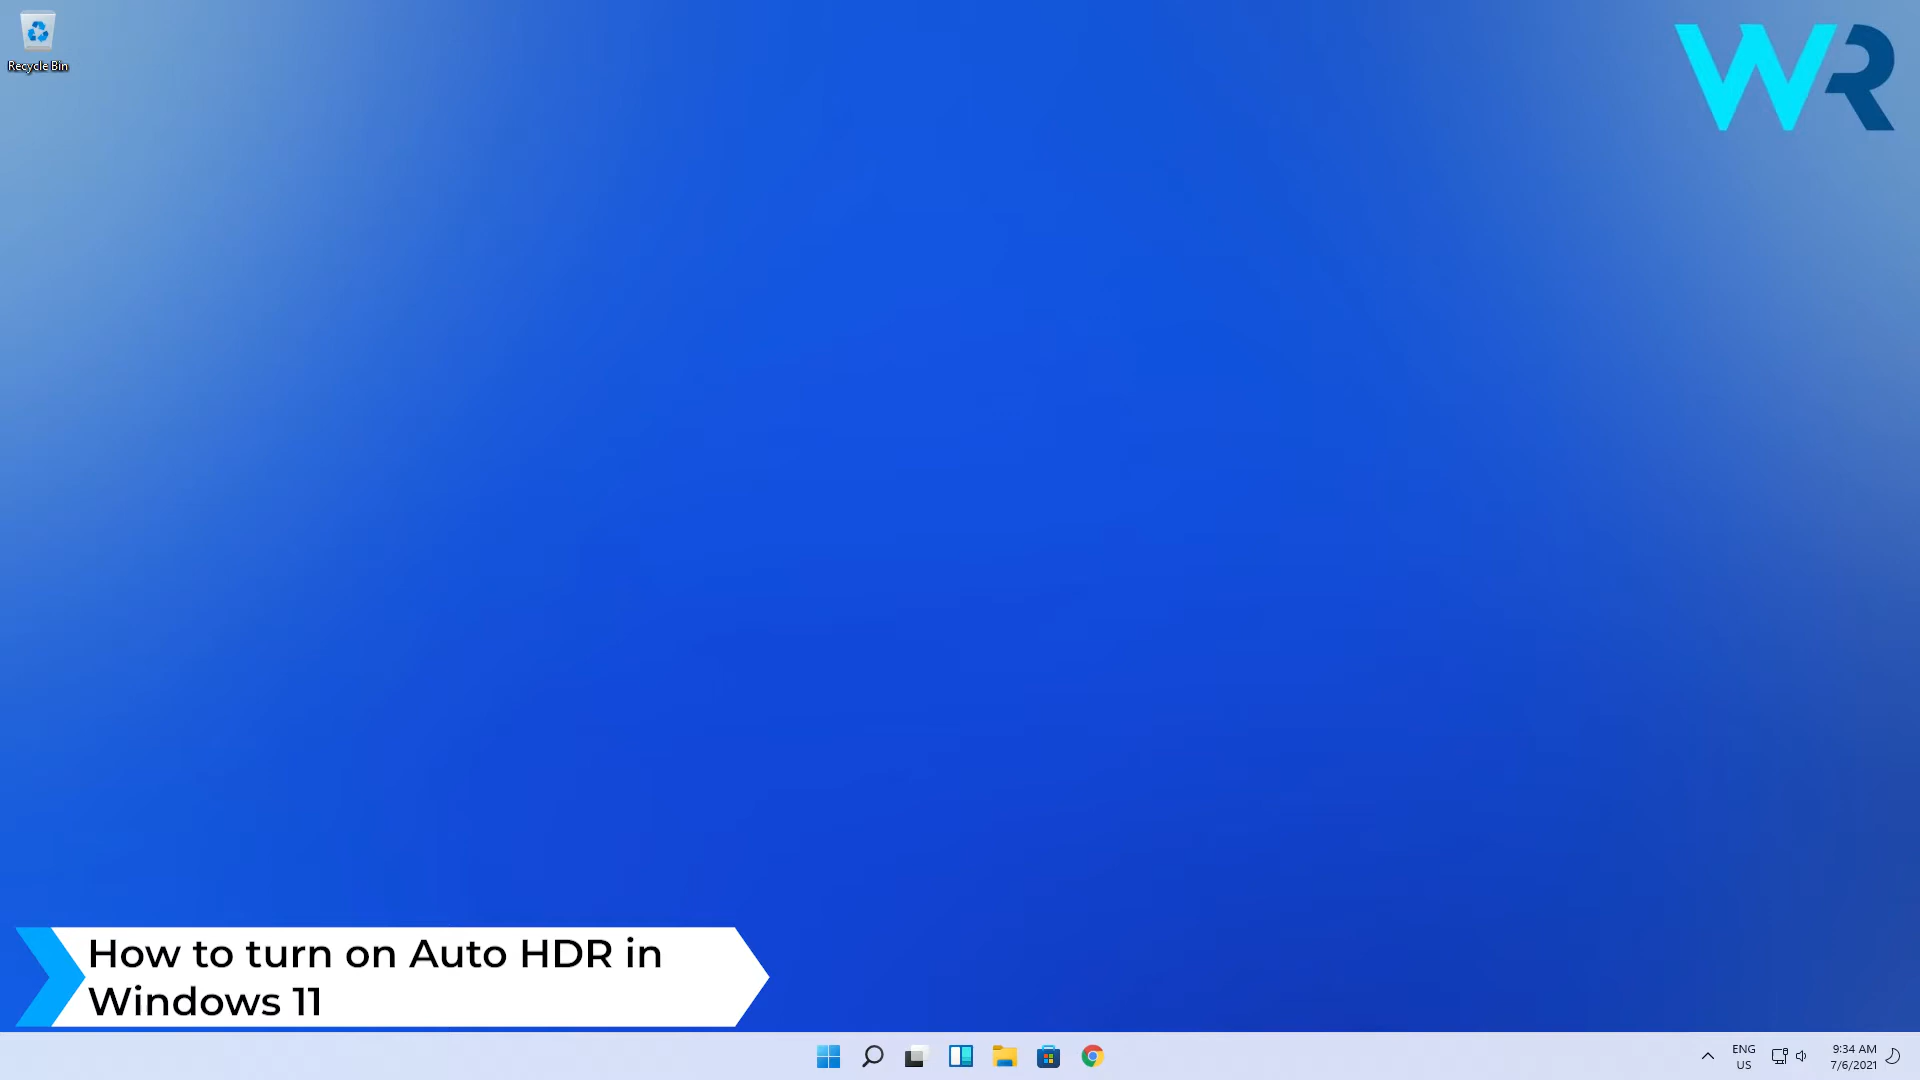 Recycle Bin
WR
How to turn on Auto HDR in
Windows 11
ENG
US
9:34 AM
7/6/2021